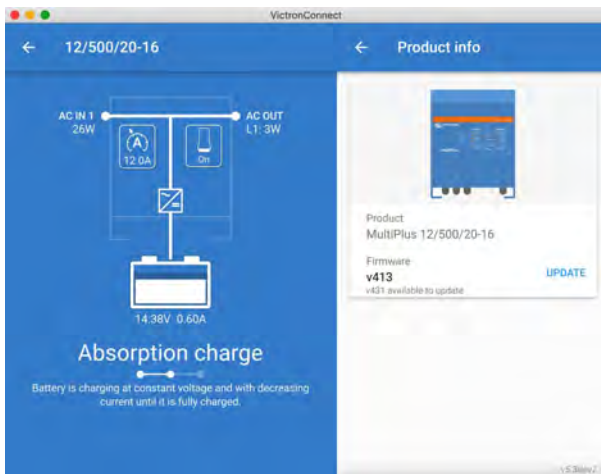 VictronConnect
12/500/20-16
AC IN 1
26W
AC OUT
L1: 3W
(A)
12.0A
On
14.38V 0.60A
Absorption charge
Battery is charging at constant voltage and with decreasing
current until it is fully charged.
Product info
Product
MultiPlus 12/500/20-16
Firmware
v413
v431 available to update
UPDATE